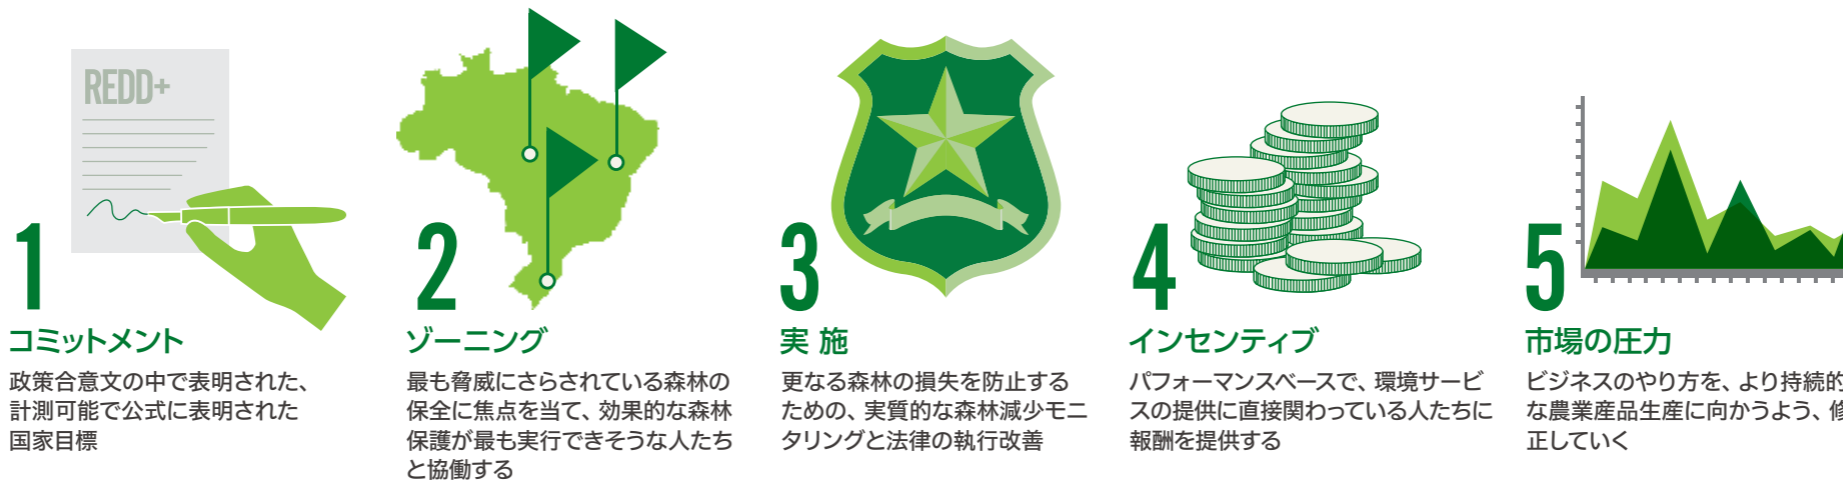 REDD+
1
コミットメント
政策合意文の中で表明された、
計測可能で公式に表明された
国家目標
2
ゾーニング
最も脅威にさらされている森林の
保全に焦点を当て、効果的な森林
保護が最も実行できそうな人たち
と協働する
3
実 施
更なる森林の損失を防止する
ための、実質的な森林減少モニ
タリングと法律の執行改善
4
インセンティブ
パフォーマンスベースで、環境サービ
スの提供に直接関わっている人たちに
報酬を提供する
5
市場の圧力
ビジネスのやり方を、より持続的
な農業産品生産に向かうよう、修
正していく